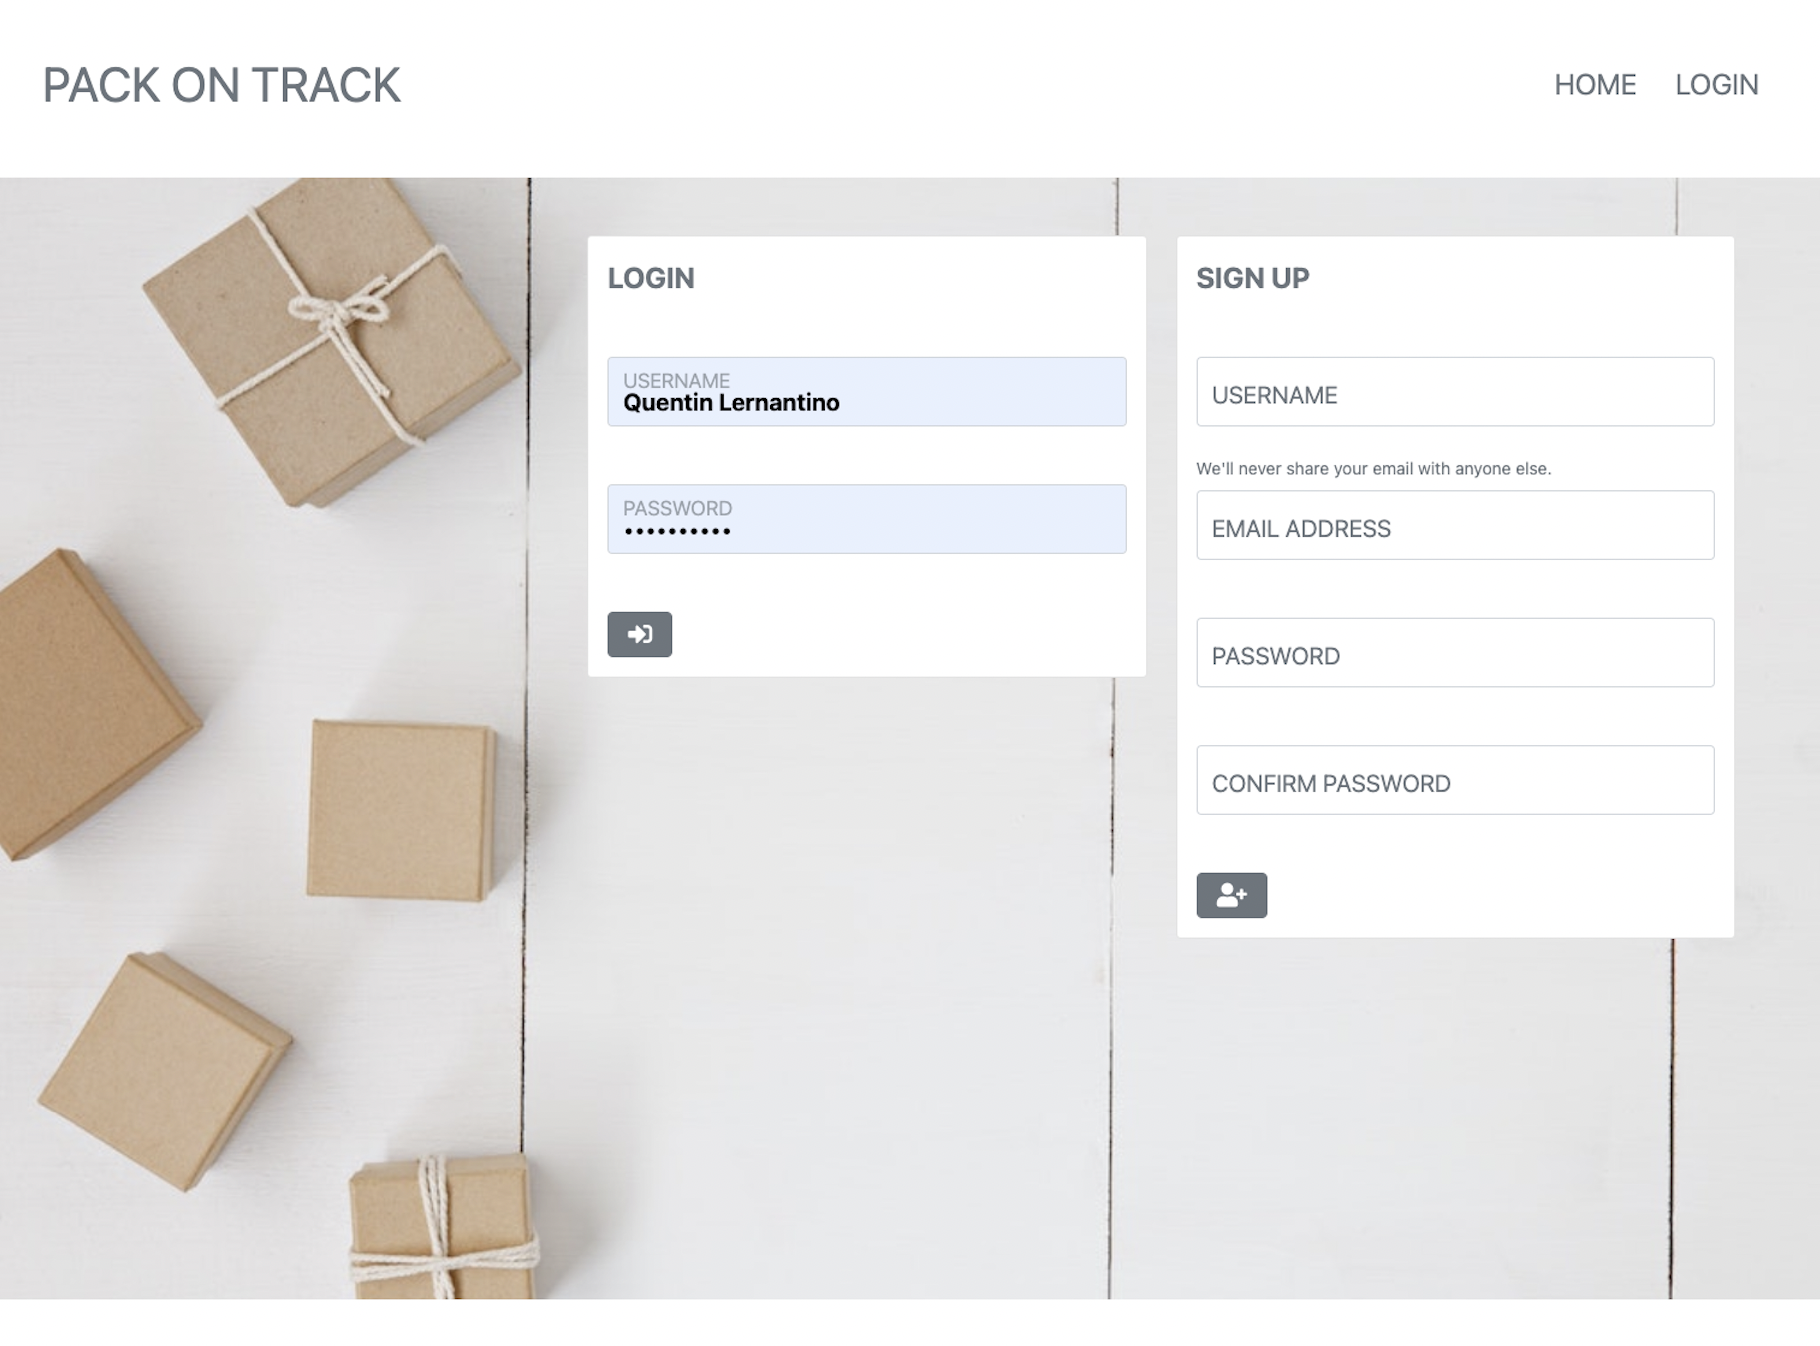 PACK ON TRACK
HOME
LOGIN
LOGIN
USERNAME
Quentin Lernantino
PASSWORD
••••••••••
SIGN UP
USERNAME
We'll never share your email with anyone else.
EMAIL ADDRESS
PASSWORD
CONFIRM PASSWORD